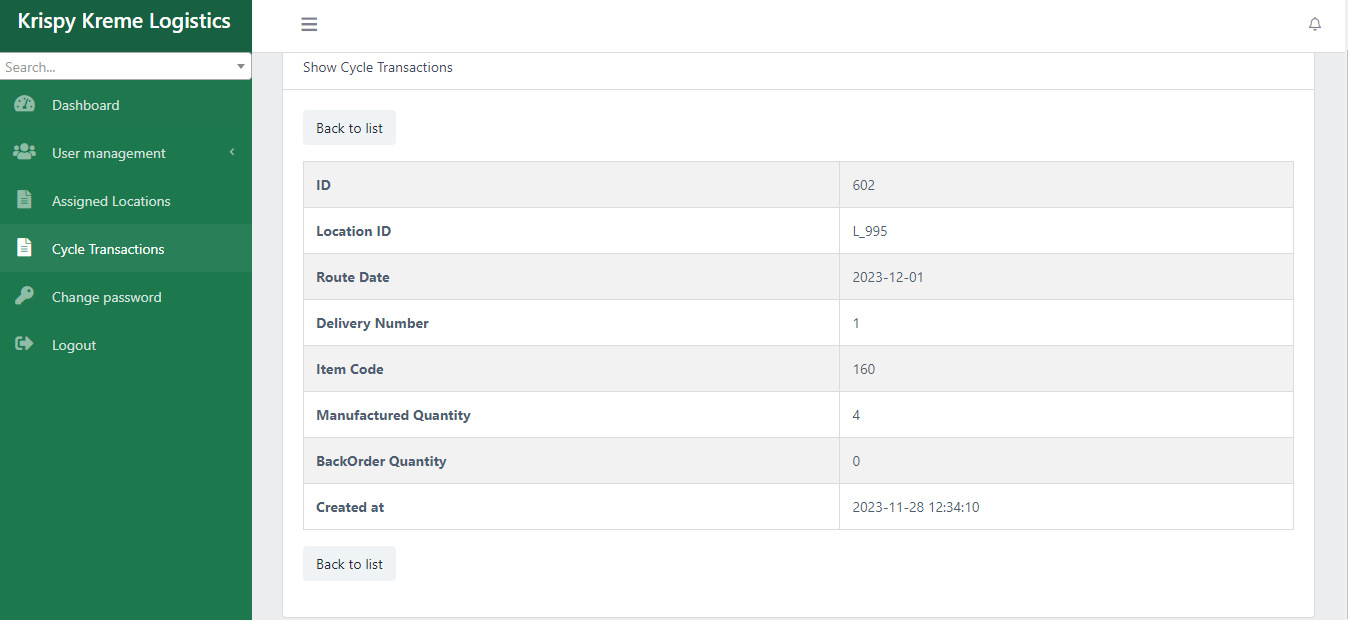 Krispy Kreme Logistics
Search...
Dashboard
User management
Assigned Locations
Cycle Transactions
Change password
Logout
Show Cycle Transactions
Back to list
ID 602
Location ID L_995
Route Date 2023-12-01
Delivery Number 1
Item Code 160
Manufactured Quantity 4
BackOrder Quantity 0
Created at 2023-11-28 12:34:10
Back to list